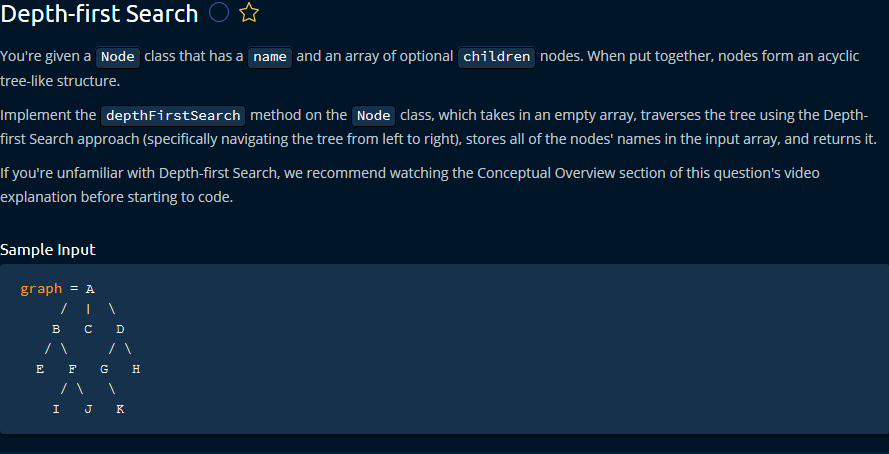 Depth-first Search
You're given a Node class that has a name and an array of optional children nodes. When put together, nodes form an acyclic
tree-like structure.
Implement the depthFirstSearch method on the Node class, which takes in an empty array, traverses the tree using the Depth-
first Search approach (specifically navigating the tree from left to right), stores all of the nodes' names in the input array, and returns it.
If you're unfamiliar with Depth-first Search, we recommend watching the Conceptual Overview section of this question's video
explanation before starting to code.
Sample Input
graph = A
     /  |  \
    B   C   D
   / \     / \
  E   F   G   H
     / \   \
    I   J   K